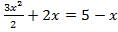 3x²/2 + 2x = 5 − x